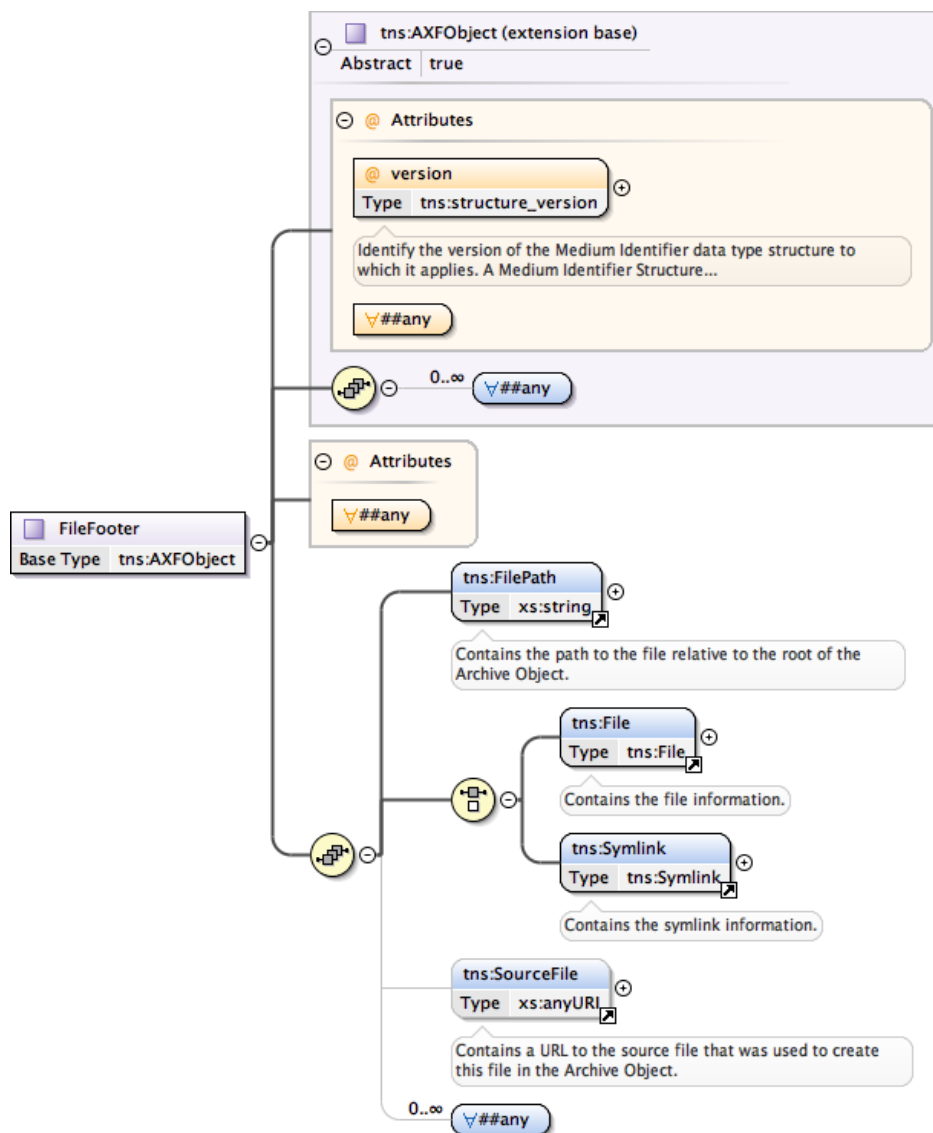 tns:AXFObject (extension base)
Abstract true
@ Attributes
@ version
Type tns:structure_version
Identify the version of the Medium Identifier data type structure to
which it applies. A Medium Identifier Structure...
∀##any
0..∞ ∀##any
@ Attributes
∀##any
FileFooter
Base Type tns:AXFObject
tns:FilePath
Type xs:string
Contains the path to the file relative to the root of the
Archive Object.
tns:File
Type tns:File
Contains the file information.
tns:Symlink
Type tns:Symlink
Contains the symlink information.
tns:SourceFile
Type xs:anyURI
Contains a URL to the source file that was used to create
this file in the Archive Object.
0..∞ ∀##any